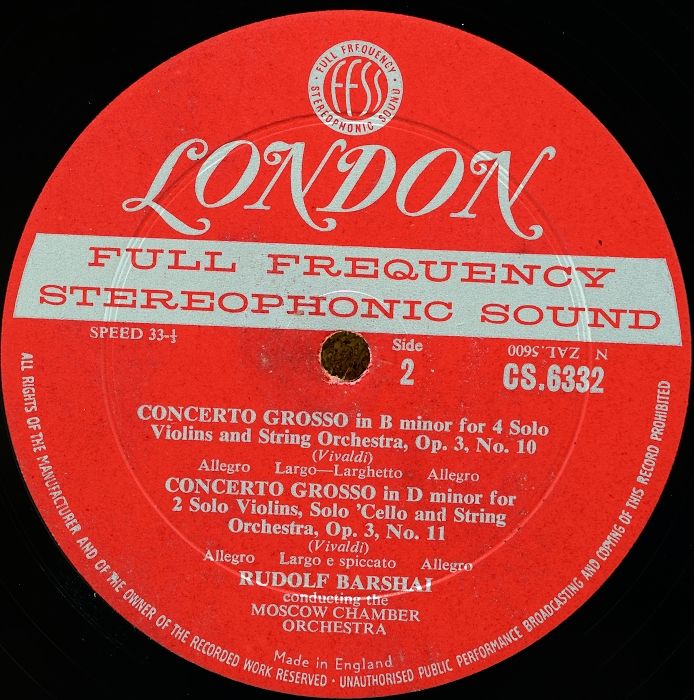 FULL FREQUENCY
FFSS
STEREOPHONIC SOUND
LONDON
FULL FREQUENCY
STEREOPHONIC SOUND
SPEED 33-⅓
Side
2
N ZAL.5600
CS.6332
CONCERTO GROSSO in B minor for 4 Solo
Violins and String Orchestra, Op. 3, No. 10
(Vivaldi)
Allegro Largo—Larghetto Allegro
CONCERTO GROSSO in D minor for
2 Solo Violins, Solo 'Cello and String
Orchestra, Op. 3, No. 11
(Vivaldi)
Allegro Largo e spiccato Allegro
RUDOLF BARSHAI
conducting the
MOSCOW CHAMBER
ORCHESTRA
Made in England
ALL RIGHTS OF THE MANUFACTURER AND OF THE OWNER OF THE RECORDED WORK RESERVED · UNAUTHORISED PUBLIC PERFORMANCE BROADCASTING AND COPYING OF THIS RECORD PROHIBITED